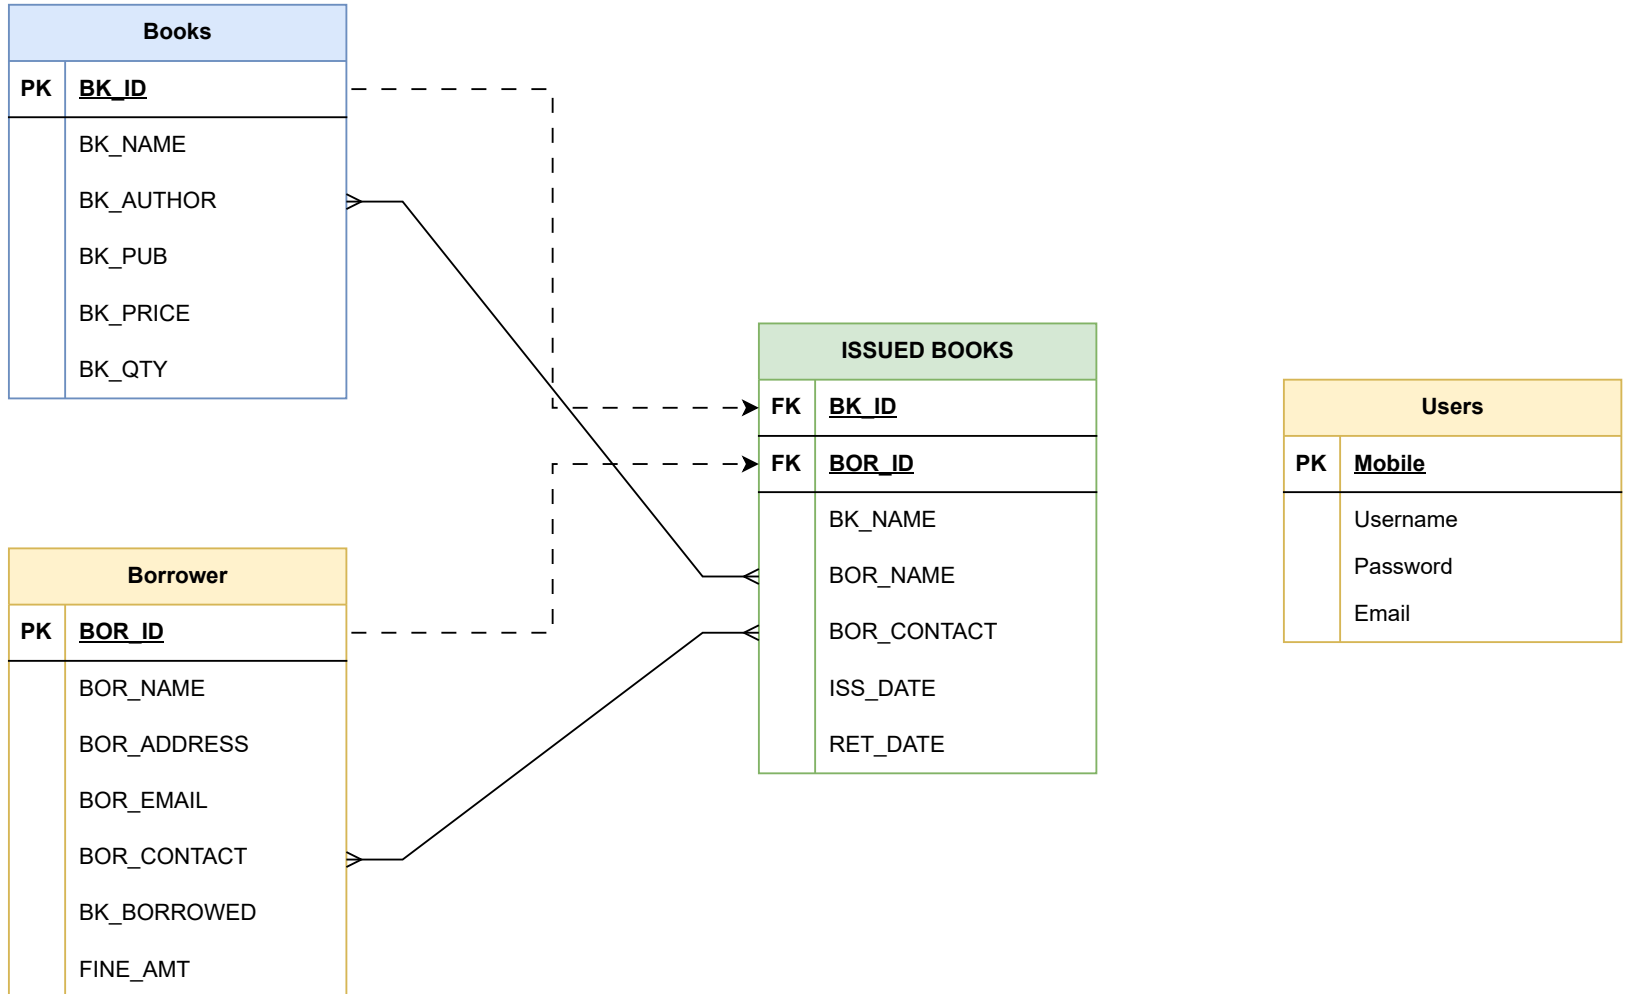 Books
PK BK_ID
BK_NAME
BK_AUTHOR
BK_PUB
BK_PRICE
BK_QTY
Borrower
PK BOR_ID
BOR_NAME
BOR_ADDRESS
BOR_EMAIL
BOR_CONTACT
BK_BORROWED
FINE_AMT
ISSUED BOOKS
FK BK_ID
FK BOR_ID
BK_NAME
BOR_NAME
BOR_CONTACT
ISS_DATE
RET_DATE
Users
PK Mobile
Username
Password
Email